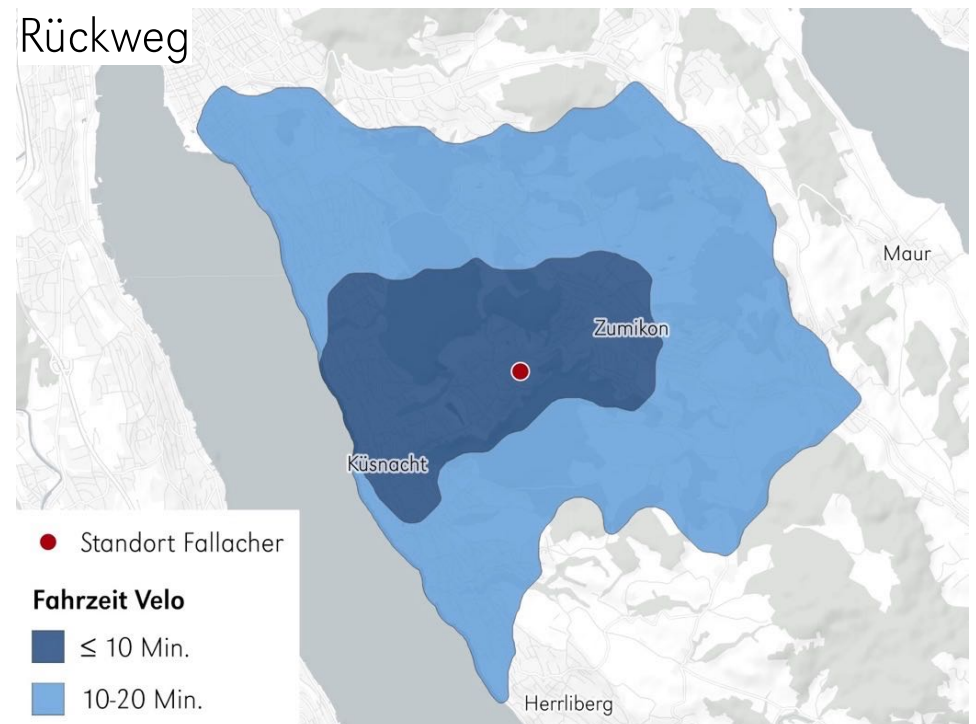 Rückweg
Maur
Zumikon
Küsnacht
Standort Fallacher
Fahrzeit Velo
≤ 10 Min.
10-20 Min.
Herrliberg